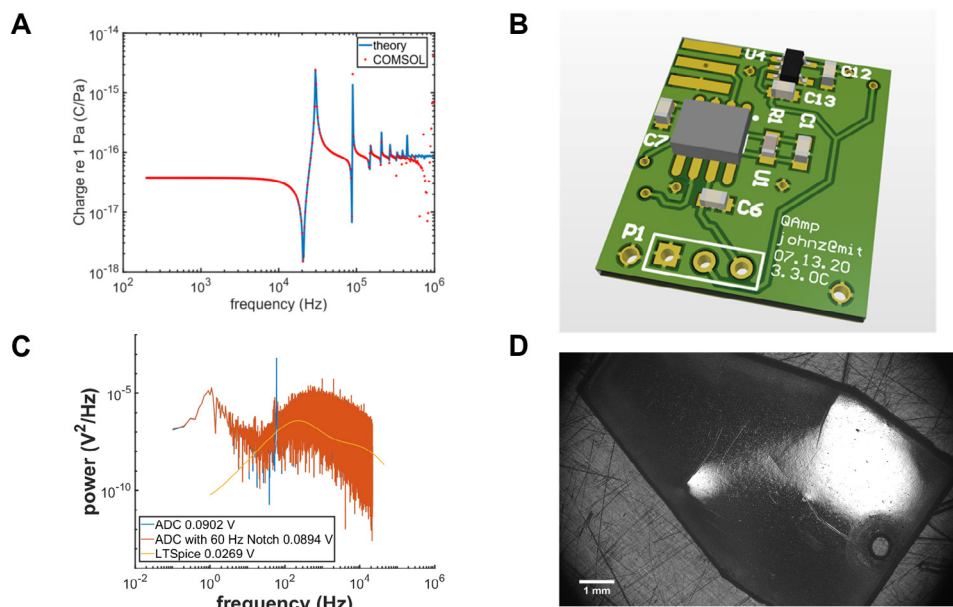 A
Charge re 1 Pa (C/Pa)
10^-14
10^-15
10^-16
10^-17
10^-18
theory
COMSOL
10^2
10^3
10^4
10^5
10^6
frequency (Hz)
B
U4
C12
C13
R1
C1
C7
U1
C6
P1
QAmp
johnz@mit
07.13.20
3.3.0C
C
power (V^2/Hz)
10^-5
10^-10
ADC 0.0902 V
ADC with 60 Hz Notch 0.0894 V
LTSpice 0.0269 V
10^-2
10^0
10^2
10^4
10^6
frequency (Hz)
D
1 mm